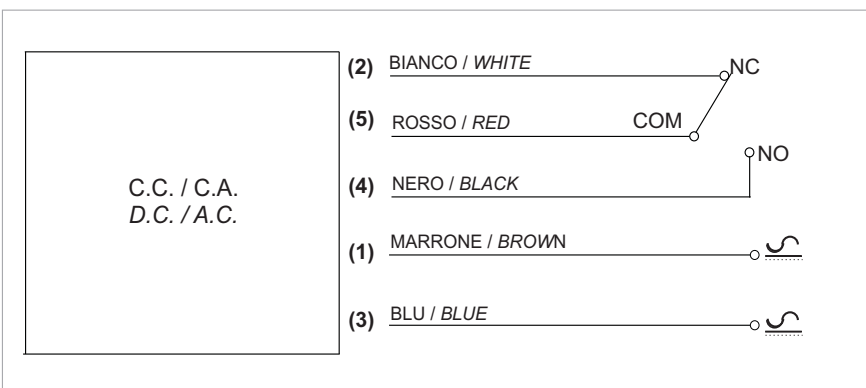 (2) BIANCO / WHITE NC
(5) ROSSO / RED COM
NO
C.C. / C.A.
D.C. / A.C.
(4) NERO / BLACK
(1) MARRONE / BROWN
(3) BLU / BLUE